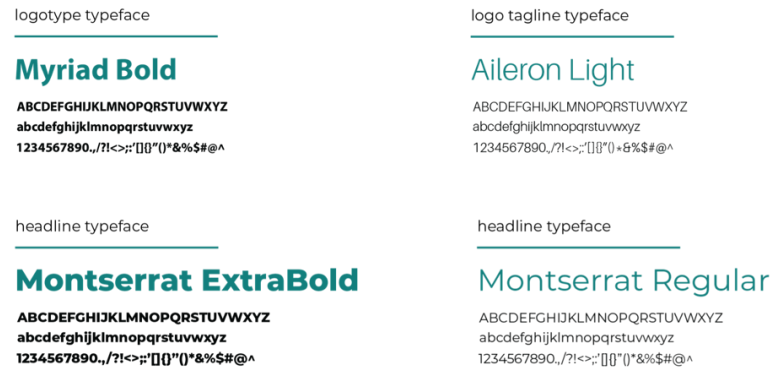 logotype typeface
Myriad Bold
ABCDEFGHIJKLMNOPQRSTUVWXYZ
abcdefghijklmnopqrstuvwxyz
1234567890.,/?!<>;:’[]{}”()*&%$#@^
logo tagline typeface
Aileron Light
ABCDEFGHIJKLMNOPQRSTUVWXYZ
abcdefghijklmnopqrstuvwxyz
1234567890.,/?!<>;:’[]{}”()*&%$#@^
headline typeface
Montserrat ExtraBold
ABCDEFGHIJKLMNOPQRSTUVWXYZ
abcdefghijklmnopqrstuvwxyz
1234567890.,/?!<>;:’[]{}”()*&%$#@^
headline typeface
Montserrat Regular
ABCDEFGHIJKLMNOPQRSTUVWXYZ
abcdefghijklmnopqrstuvwxyz
1234567890.,/?!<>;:’[]{}”()*&%$#@^